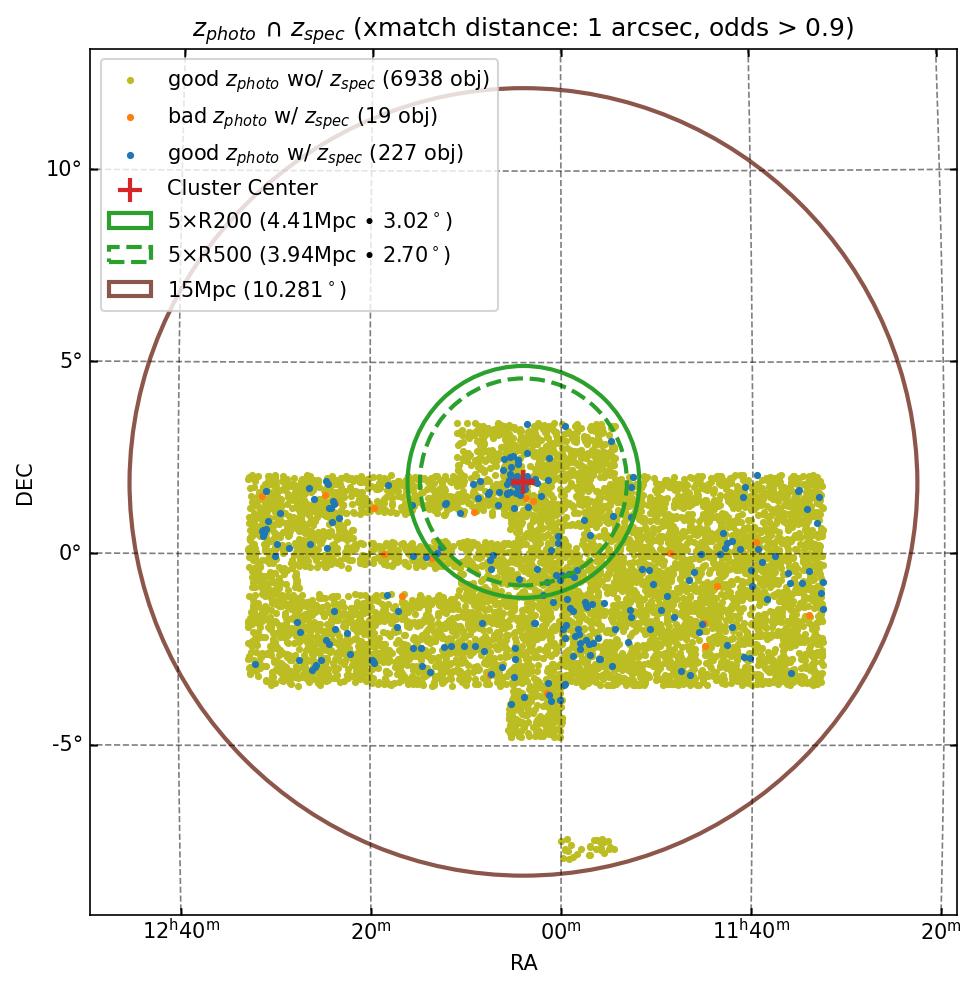 z_photo ∩ z_spec (xmatch distance: 1 arcsec, odds > 0.9)
good z_photo wo/ z_spec (6938 obj)
bad z_photo w/ z_spec (19 obj)
good z_photo w/ z_spec (227 obj)
Cluster Center
5×R200 (4.41Mpc • 3.02°)
5×R500 (3.94Mpc • 2.70°)
15Mpc (10.281°)
10°
5°
0°
-5°
DEC
12h40m 20m 00m 11h40m 20m
RA